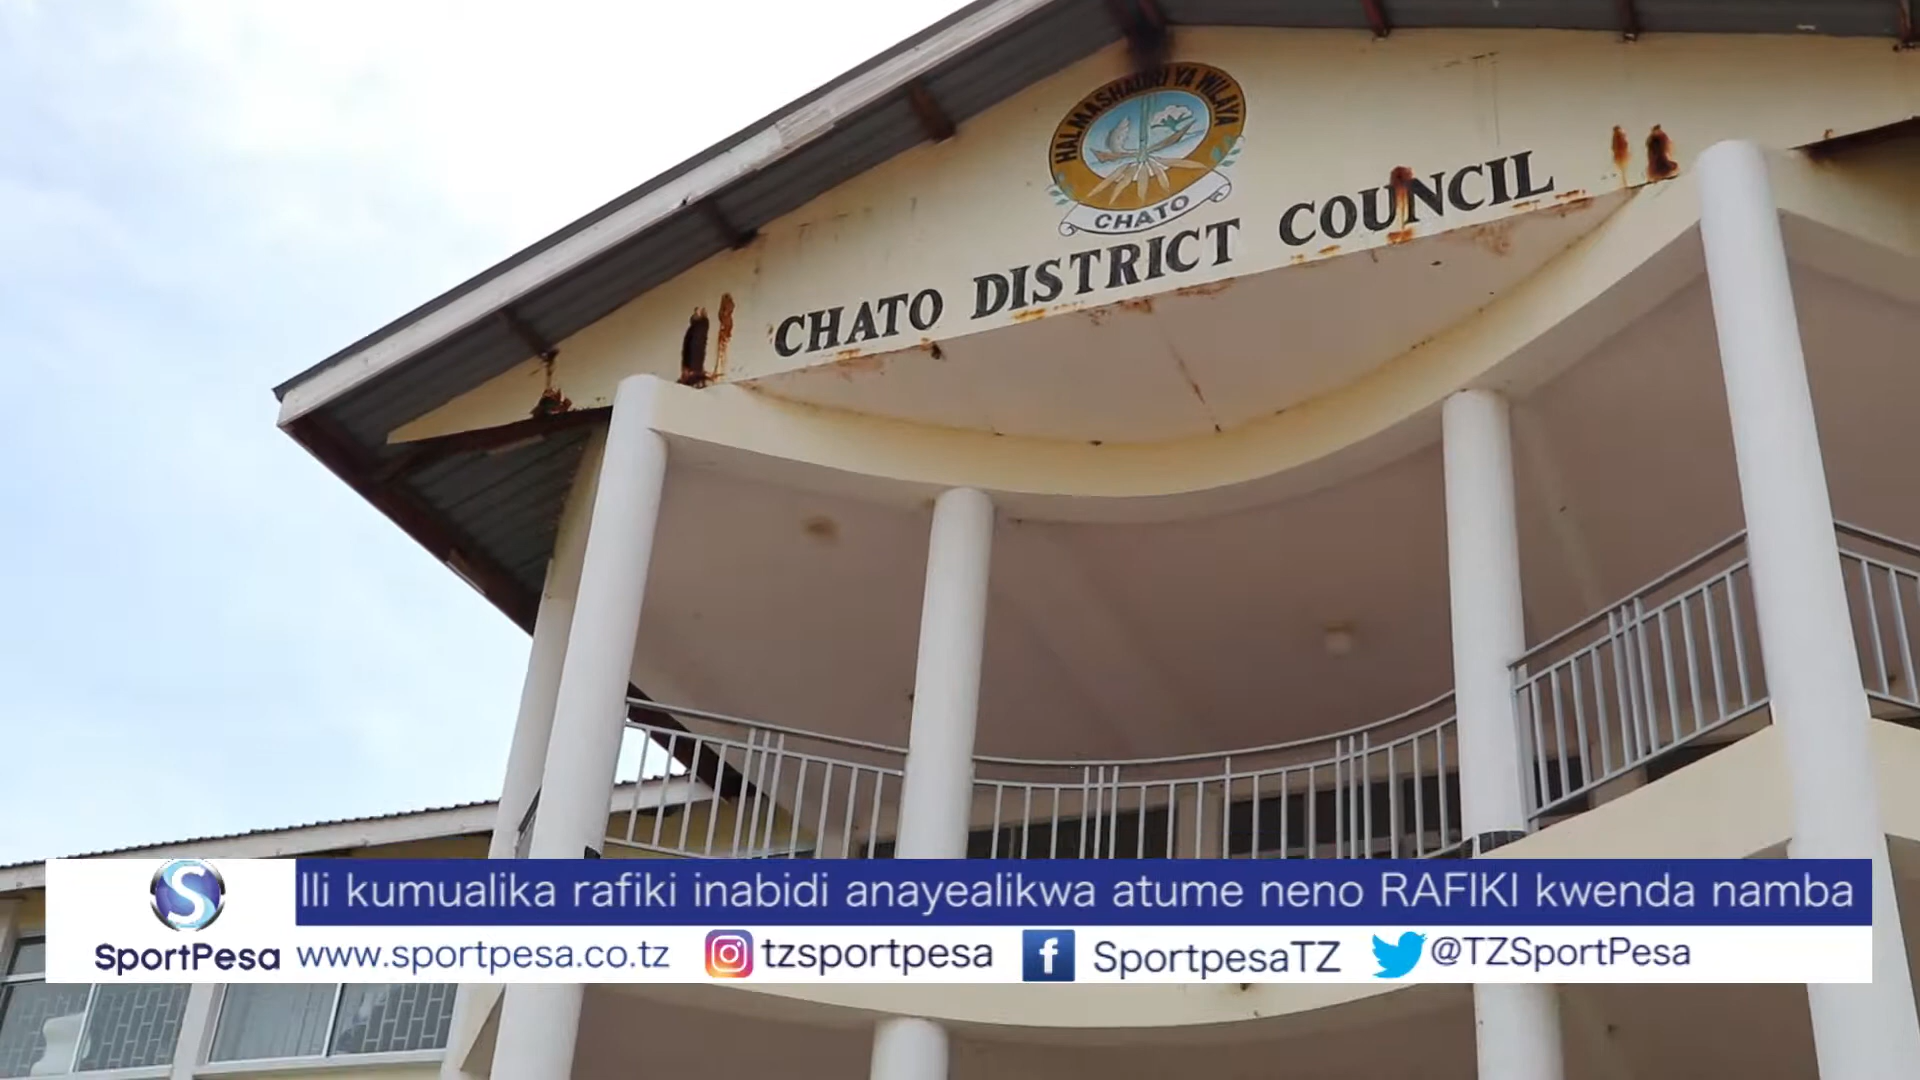 HALMASHAURI YA WILAYA
CHATO
CHATO DISTRICT COUNCIL
Ili kumualika rafiki inabidi anayealikwa atume neno RAFIKI kwenda namba
SportPesa
www.sportpesa.co.tz
tzsportpesa
SportpesaTZ
@TZSportPesa